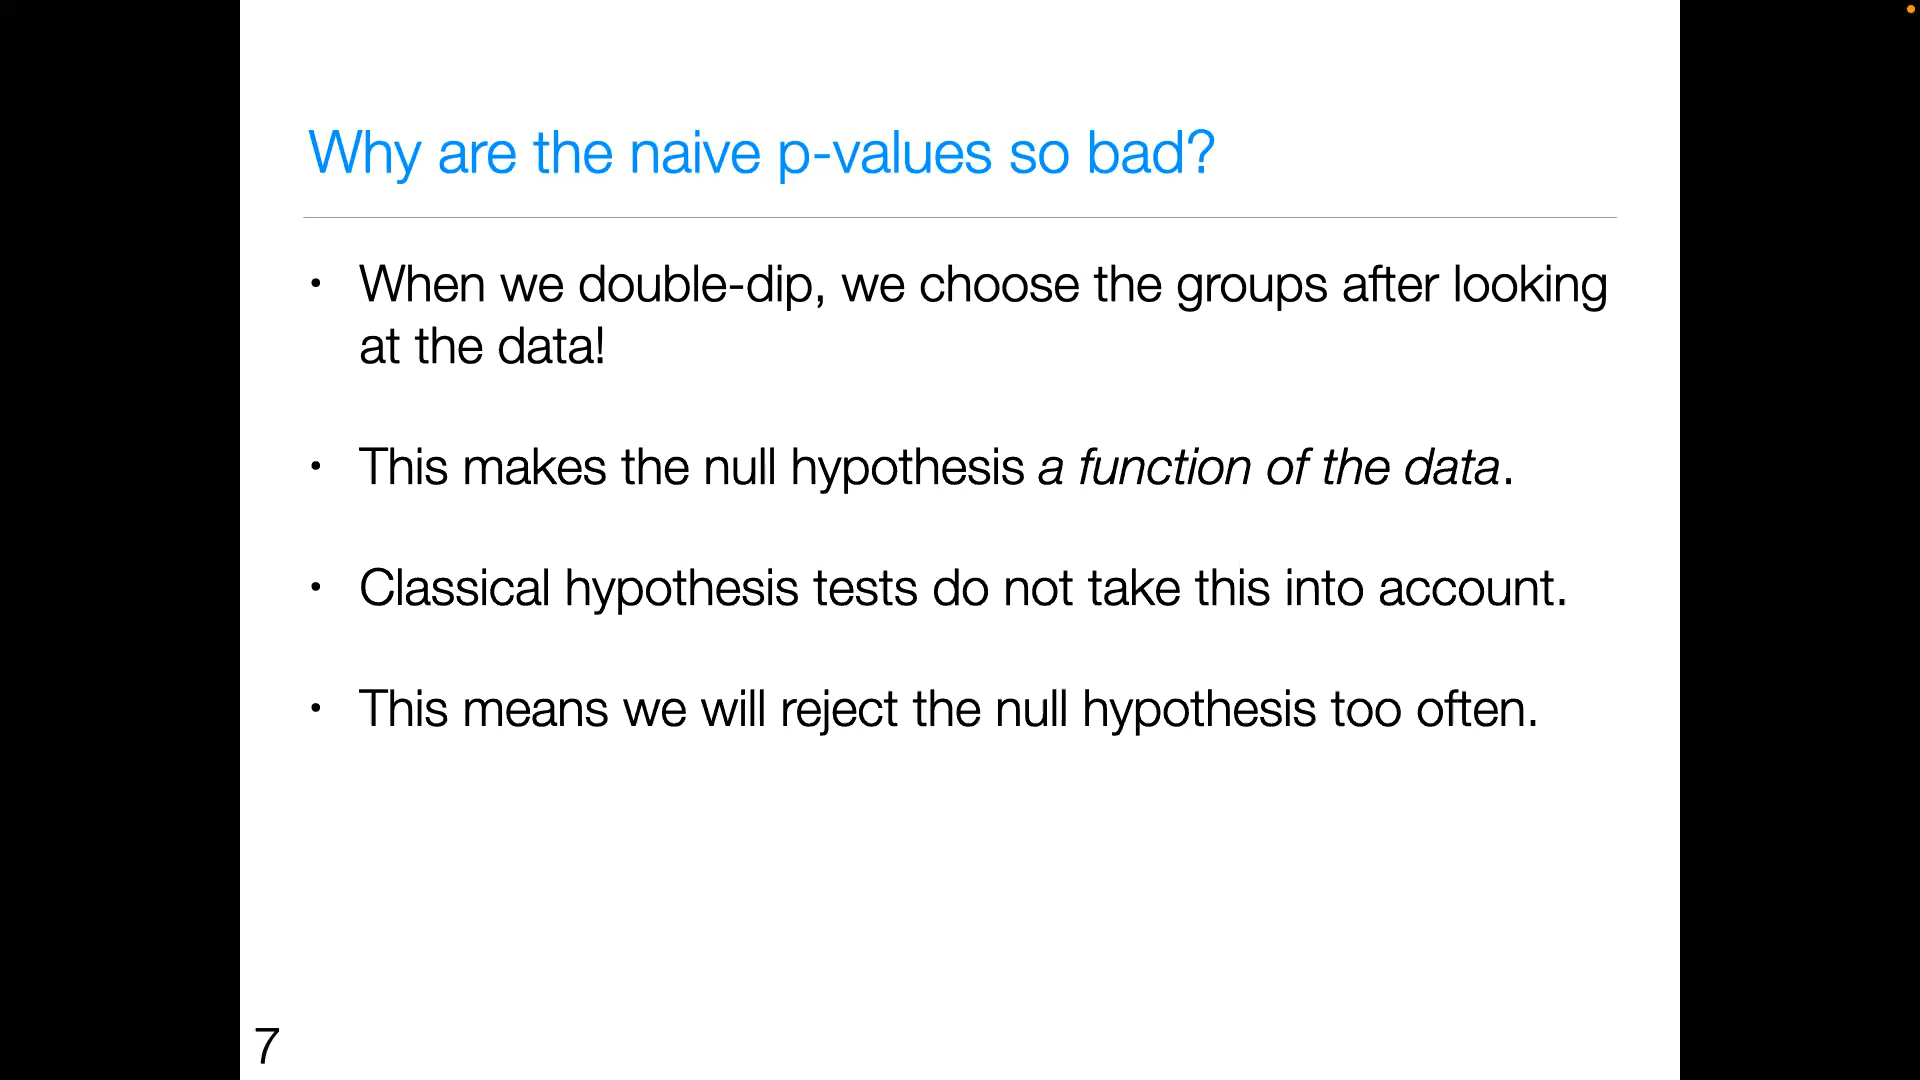 Why are the naive p-values so bad?
• When we double-dip, we choose the groups after looking
at the data!
• This makes the null hypothesis a function of the data.
• Classical hypothesis tests do not take this into account.
• This means we will reject the null hypothesis too often.
7